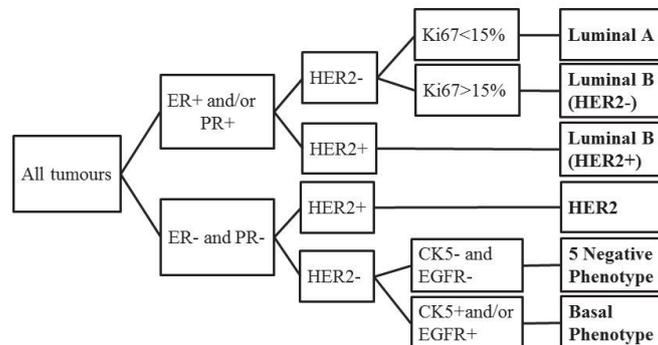 All tumours
ER+ and/or
PR+
ER- and PR-
HER2-
HER2+
HER2+
HER2-
Ki67<15%
Ki67>15%
CK5- and
EGFR-
CK5+and/or
EGFR+
Luminal A
Luminal B
(HER2-)
Luminal B
(HER2+)
HER2
5 Negative
Phenotype
Basal
Phenotype